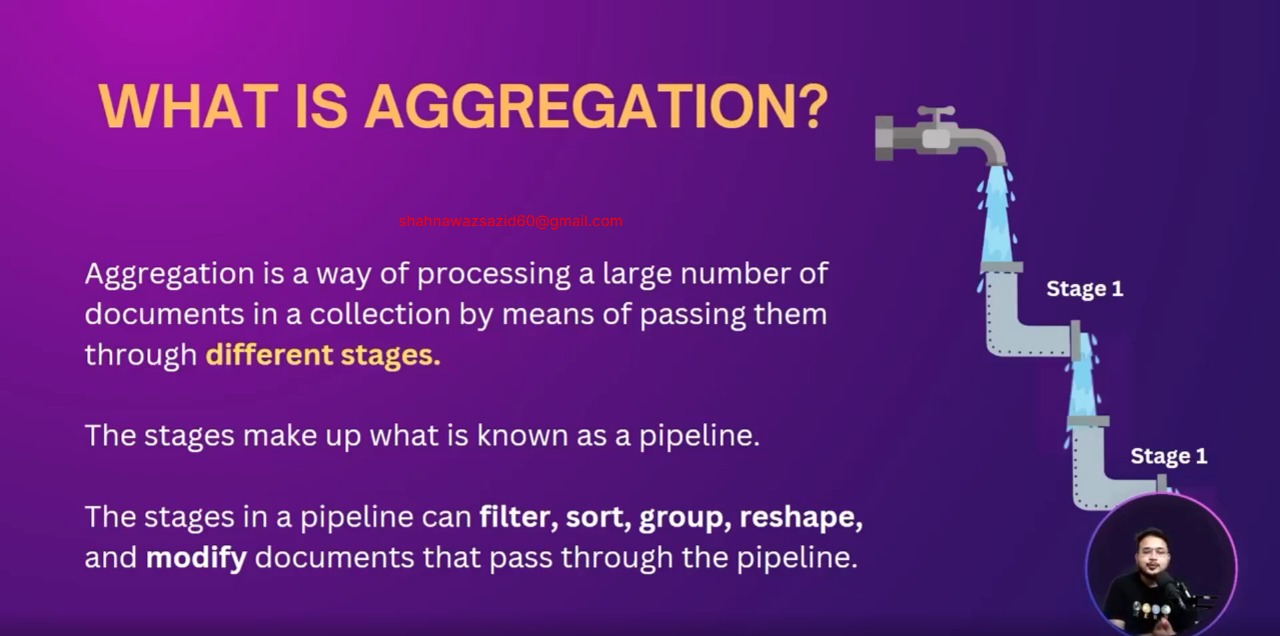 WHAT IS AGGREGATION?
shahnawazsazid60@gmail.com
Aggregation is a way of processing a large number of
documents in a collection by means of passing them
through different stages.
The stages make up what is known as a pipeline.
The stages in a pipeline can filter, sort, group, reshape,
and modify documents that pass through the pipeline.
Stage 1
Stage 1